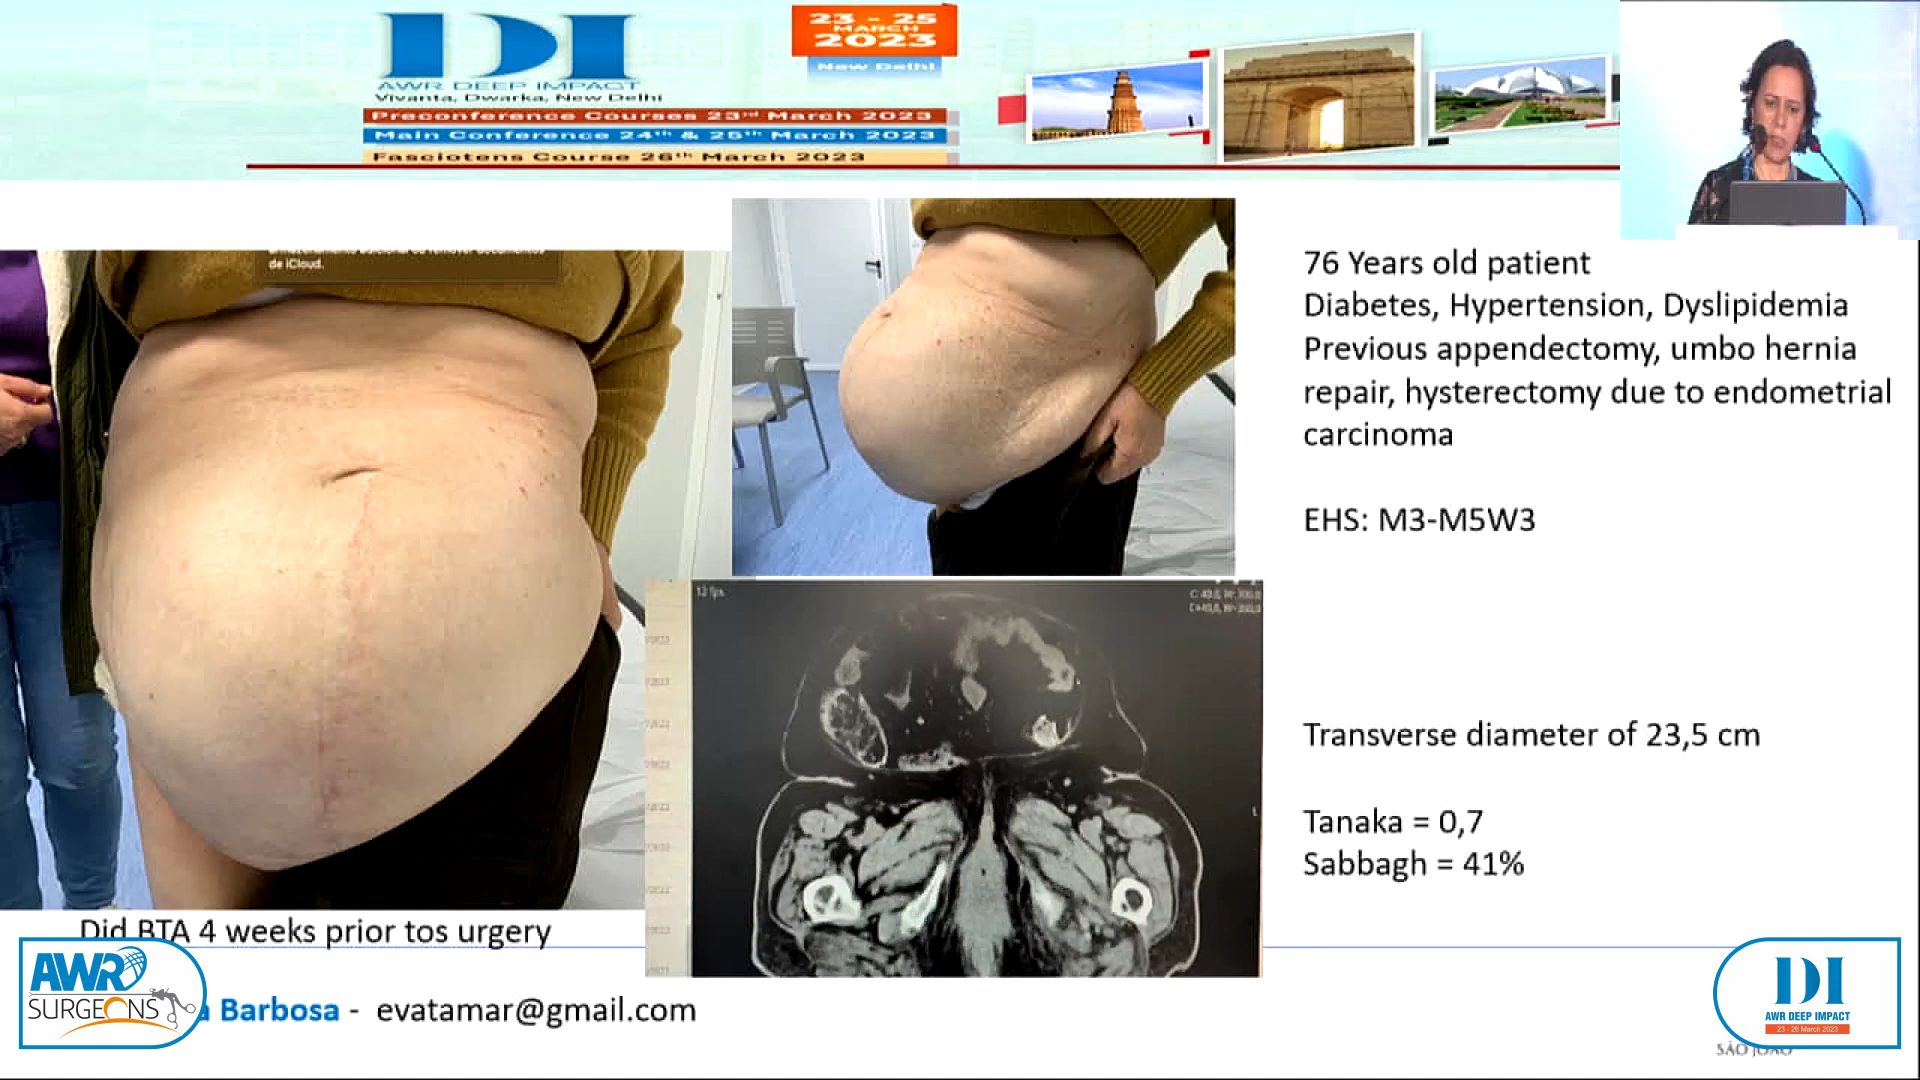 DI
23 - 25
MARCH
2023
New Delhi
AWR DEEP IMPACT
Vivanta, Dwarka, New Delhi
Preconference Courses 23rd March 2023
Main Conference 24th & 25th March 2023
Fasciotens Course 26th March 2023
de iCloud.
76 Years old patient
Diabetes, Hypertension, Dyslipidemia
Previous appendectomy, umbo hernia
repair, hysterectomy due to endometrial
carcinoma
EHS: M3-M5W3
12 fps
L
Transverse diameter of 23,5 cm
Tanaka = 0,7
Sabbagh = 41%
Did BTA 4 weeks prior tos urgery
AWR
SURGEONS
Barbosa - evatamar@gmail.com
DI
AWR DEEP IMPACT
23 - 26 March 2023
SÃO JOÃO